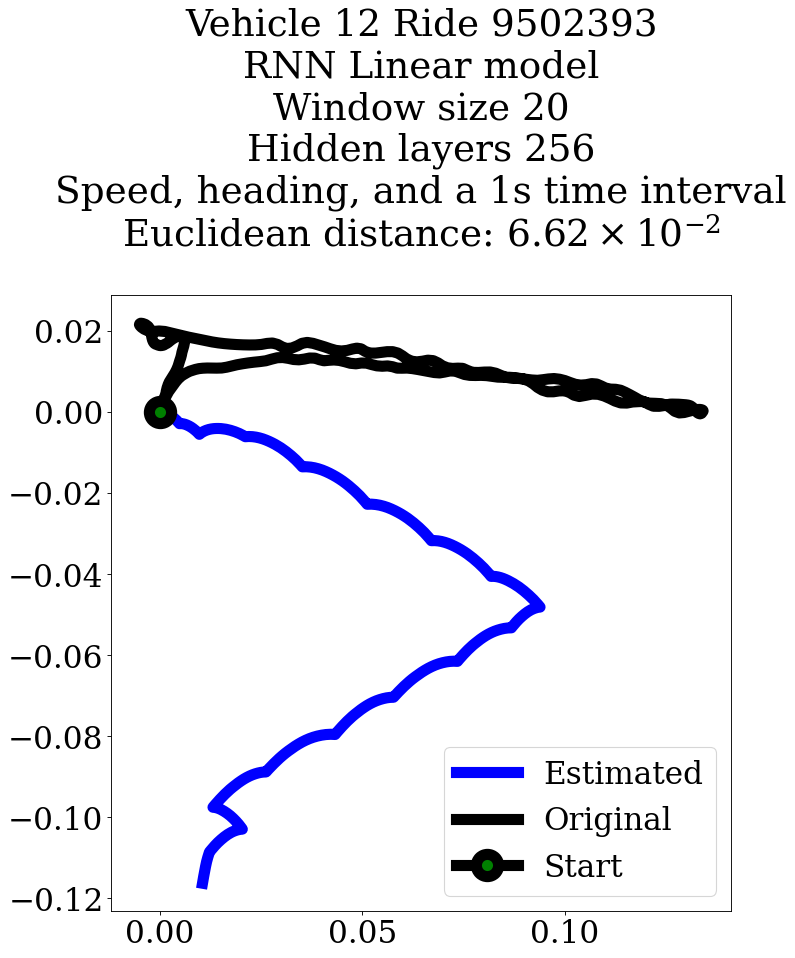 Vehicle 12 Ride 9502393
RNN Linear model
Window size 20
Hidden layers 256
Speed, heading, and a 1s time interval
Euclidean distance: 6.62 × 10⁻²
0.02
0.00
−0.02
−0.04
−0.06
−0.08
−0.10
−0.12
Estimated
Original
Start
0.00 0.05 0.10